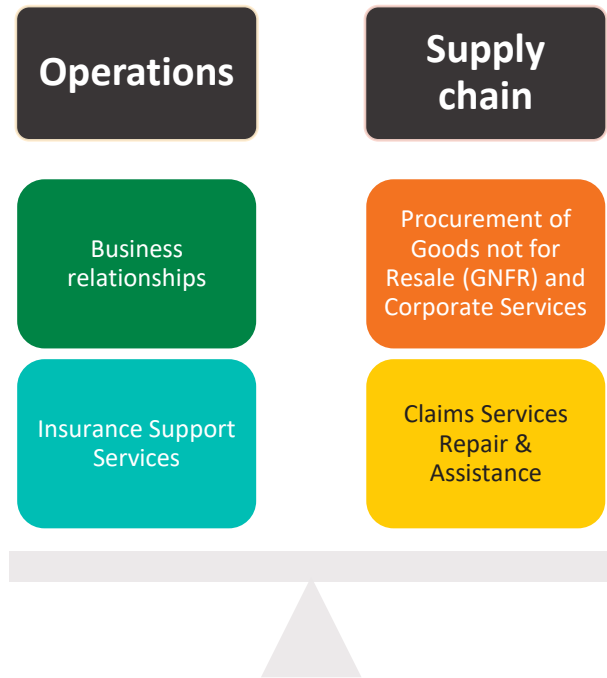 Operations
Supply
chain
Business
relationships
Procurement of
Goods not for
Resale (GNFR) and
Corporate Services
Insurance Support
Services
Claims Services
Repair &
Assistance